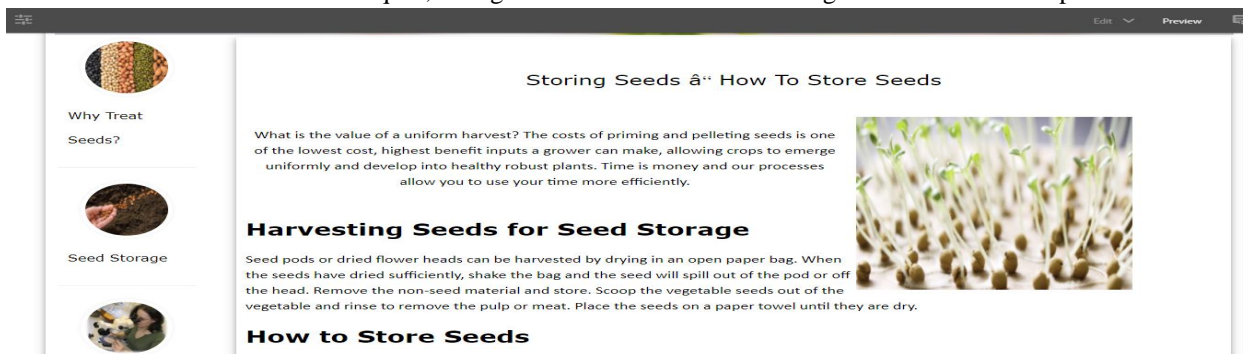 Edit
Preview
Why Treat
Seeds?
Seed Storage
Storing Seeds â“ How To Store Seeds
What is the value of a uniform harvest? The costs of priming and pelleting seeds is one
of the lowest cost, highest benefit inputs a grower can make, allowing crops to emerge
uniformly and develop into healthy robust plants. Time is money and our processes
allow you to use your time more efficiently.
Harvesting Seeds for Seed Storage
Seed pods or dried flower heads can be harvested by drying in an open paper bag. When
the seeds have dried sufficiently, shake the bag and the seed will spill out of the pod or off
the head. Remove the non-seed material and store. Scoop the vegetable seeds out of the
vegetable and rinse to remove the pulp or meat. Place the seeds on a paper towel until they are dry.
How to Store Seeds